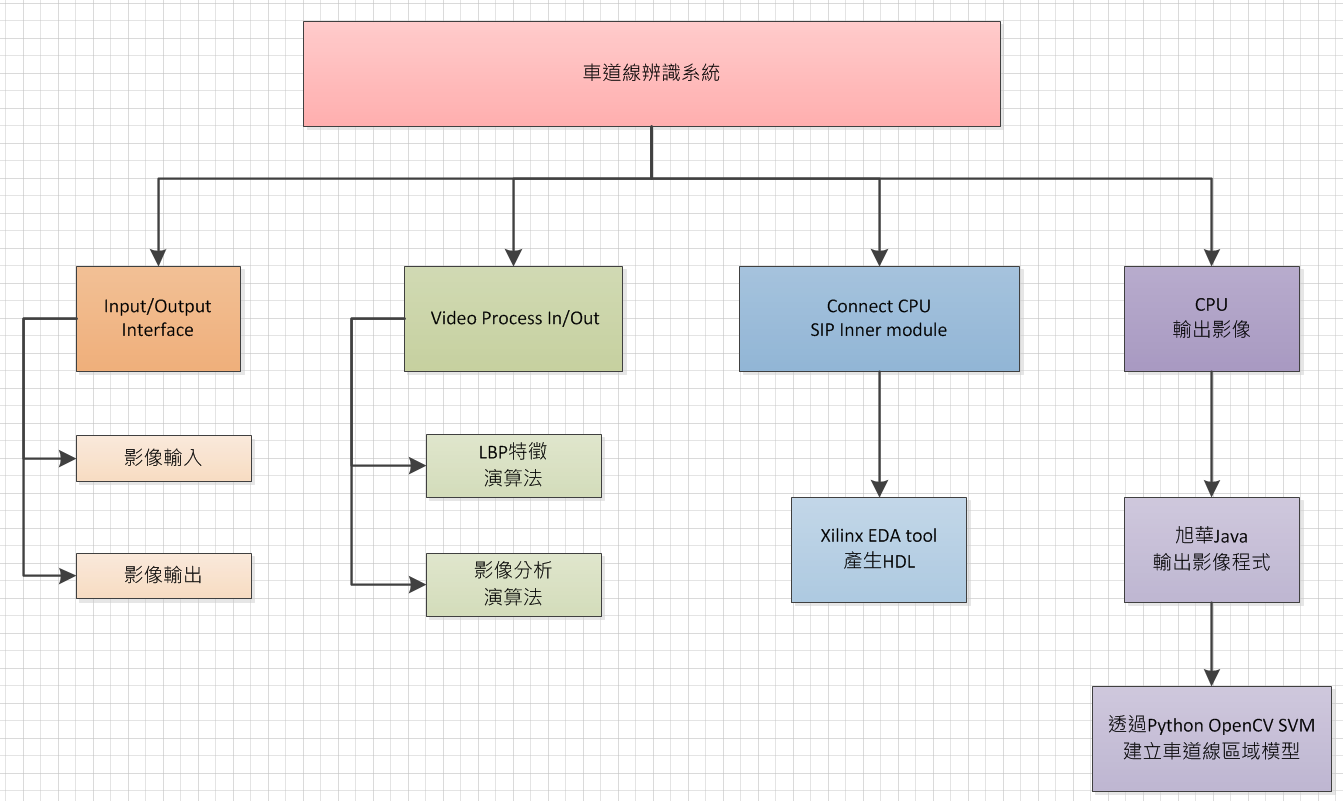 車道線辨識系統
Input/Output
Interface
影像輸入
影像輸出
Video Process In/Out
LBP特徵
演算法
影像分析
演算法
Connect CPU
SIP Inner module
Xilinx EDA tool
產生HDL
CPU
輸出影像
旭華Java
輸出影像程式
透過Python OpenCV SVM
建立車道線區域模型